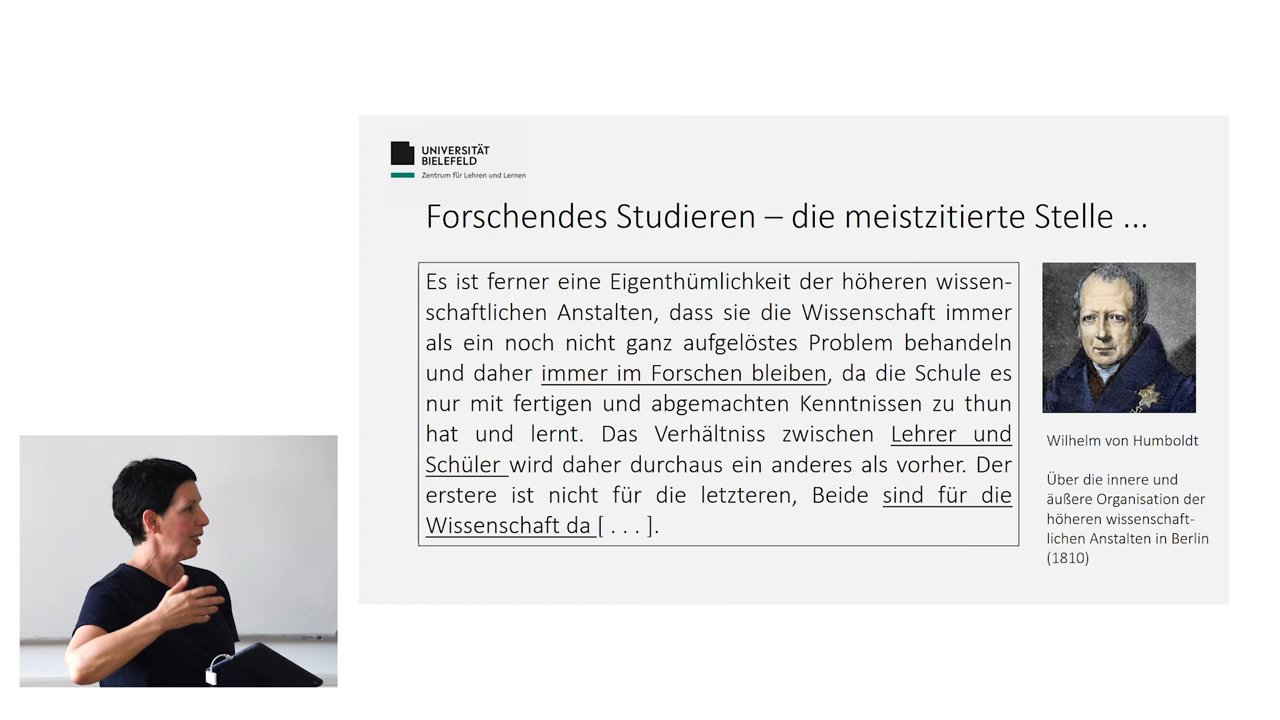 UNIVERSITÄT
BIELEFELD
Zentrum für Lehren und Lernen
Forschendes Studieren – die meistzitierte Stelle ...
Es ist ferner eine Eigenthümlichkeit der höheren wissen-
schaftlichen Anstalten, dass sie die Wissenschaft immer
als ein noch nicht ganz aufgelöstes Problem behandeln
und daher immer im Forschen bleiben, da die Schule es
nur mit fertigen und abgemachten Kenntnissen zu thun
hat und lernt. Das Verhältniss zwischen Lehrer und
Schüler wird daher durchaus ein anderes als vorher. Der
erstere ist nicht für die letzteren, Beide sind für die
Wissenschaft da [ . . . ].
Wilhelm von Humboldt
Über die innere und
äußere Organisation der
höheren wissenschaft-
lichen Anstalten in Berlin
(1810)